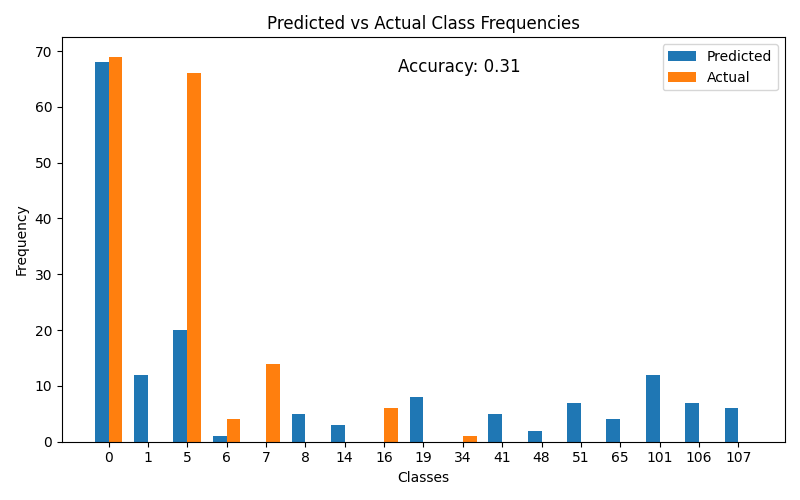 Predicted vs Actual Class Frequencies
Accuracy: 0.31
Predicted
Actual
Frequency
70
60
50
40
30
20
10
0
0 1 5 6 7 8 14 16 19 34 41 48 51 65 101 106 107
Classes